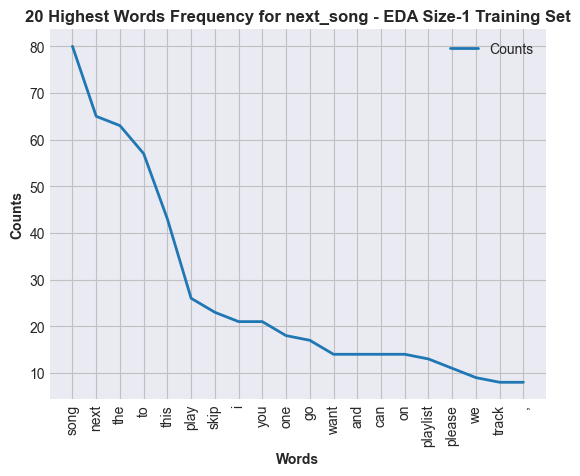 20 Highest Words Frequency for next_song - EDA Size-1 Training Set
Counts
80
70
60
50
40
30
20
10
Counts
song
next
the
to
this
play
skip
i
you
one
go
want
and
can
on
playlist
please
we
track
,
Words